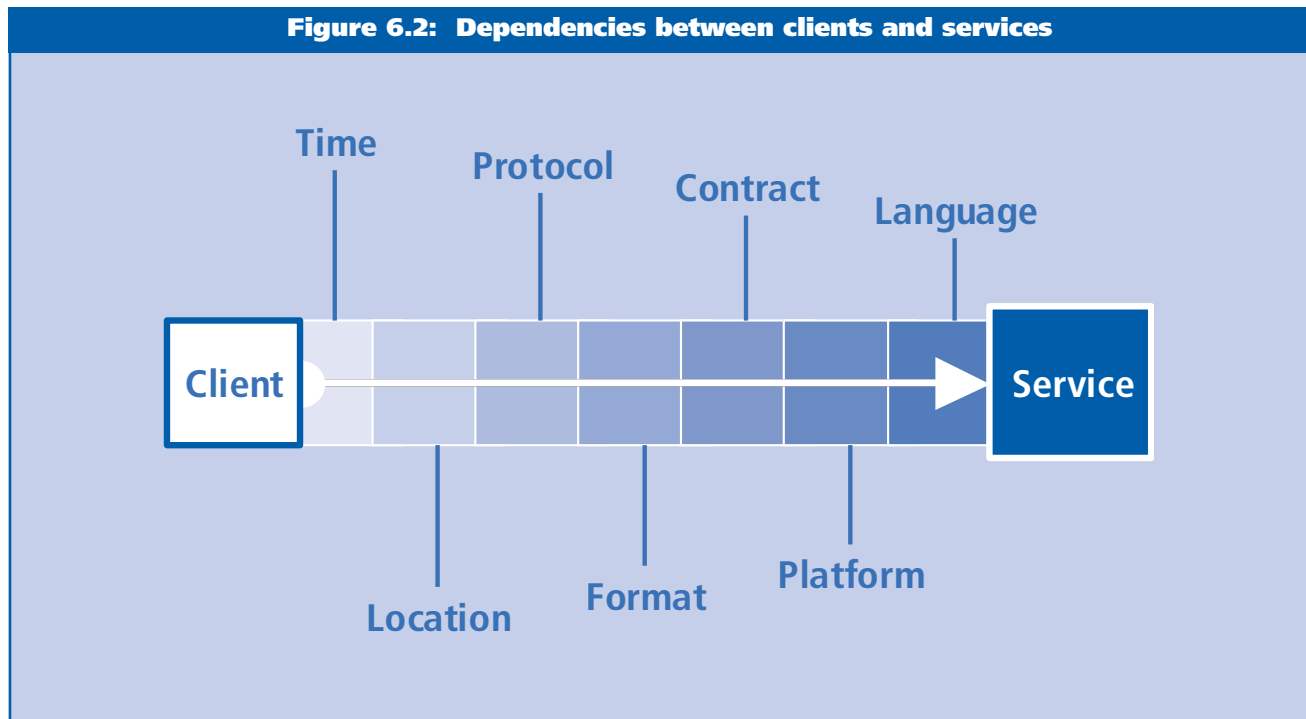 Figure 6.2: Dependencies between clients and services
Time
Protocol
Contract
Language
Client
Service
Location
Format
Platform